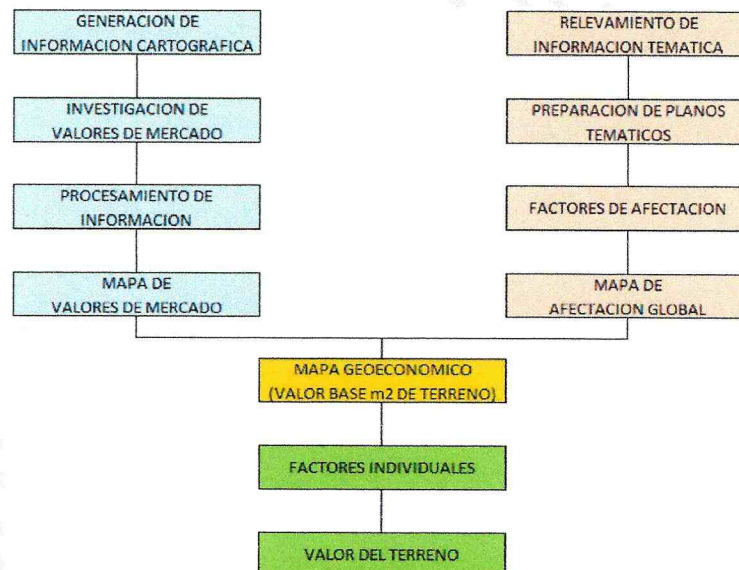 GENERACION DE
INFORMACION CARTOGRAFICA
INVESTIGACION DE
VALORES DE MERCADO
PROCESAMIENTO DE
INFORMACION
MAPA DE
VALORES DE MERCADO
RELEVAMIENTO DE
INFORMACION TEMATICA
PREPARACION DE PLANOS
TEMATICOS
FACTORES DE AFECTACION
MAPA DE
AFECTACION GLOBAL
MAPA GEOECONOMICO
(VALOR BASE m2 DE TERRENO)
FACTORES INDIVIDUALES
VALOR DEL TERRENO